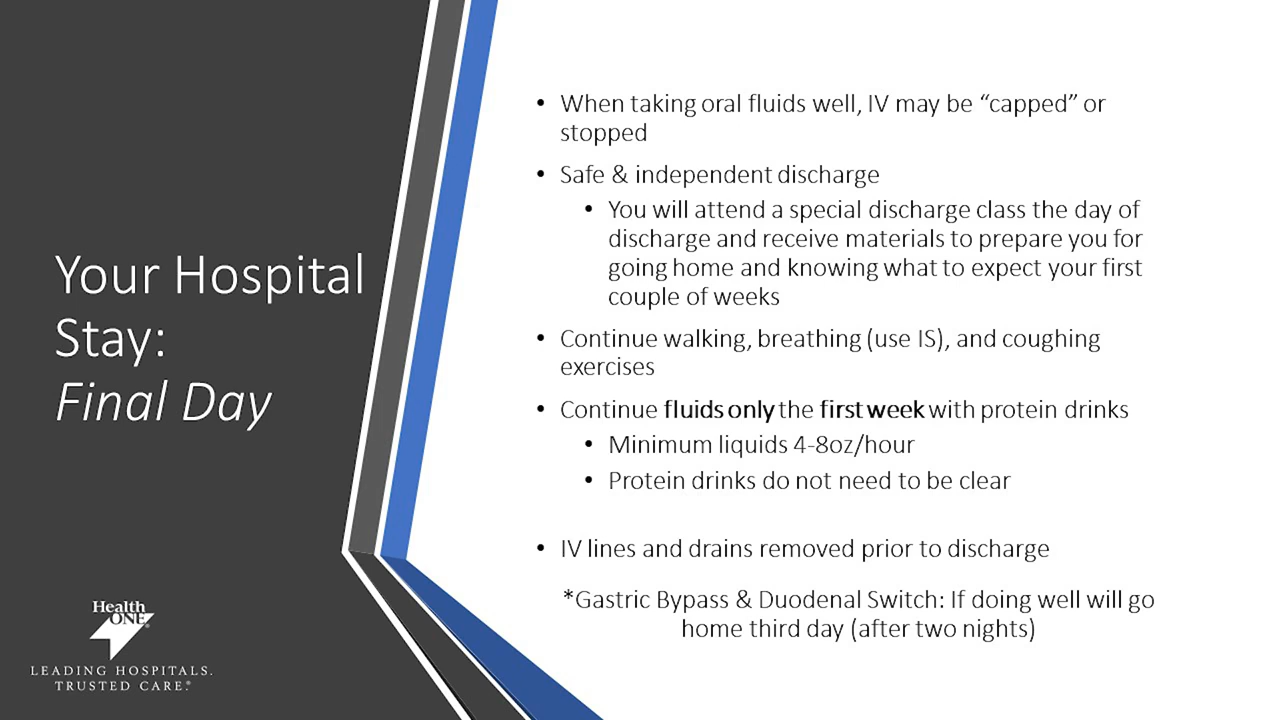 Your Hospital
Stay:
Final Day
• When taking oral fluids well, IV may be “capped” or
stopped
• Safe & independent discharge
• You will attend a special discharge class the day of
discharge and receive materials to prepare you for
going home and knowing what to expect your first
couple of weeks
• Continue walking, breathing (use IS), and coughing
exercises
• Continue fluids only the first week with protein drinks
• Minimum liquids 4-8oz/hour
• Protein drinks do not need to be clear
• IV lines and drains removed prior to discharge
*Gastric Bypass & Duodenal Switch: If doing well will go
home third day (after two nights)
Health
ONE®
LEADING HOSPITALS.
TRUSTED CARE.®